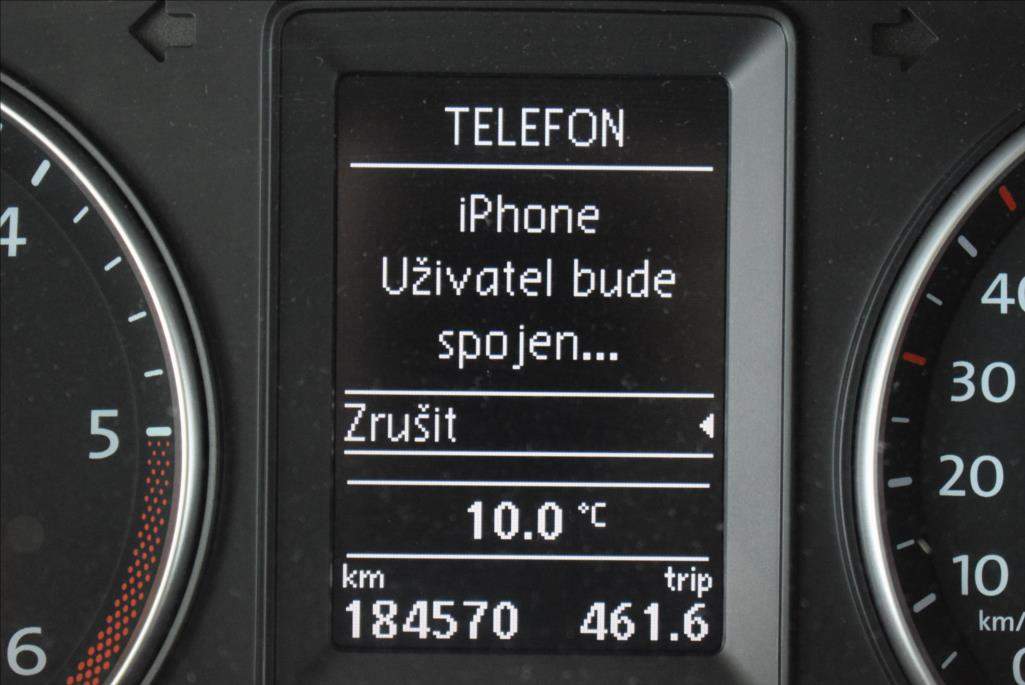 TELEFON
iPhone
Uživatel bude
spojen...
Zrušit
10.0 °C
km trip
184570 461.6
4
5
6
30
20
10
km/